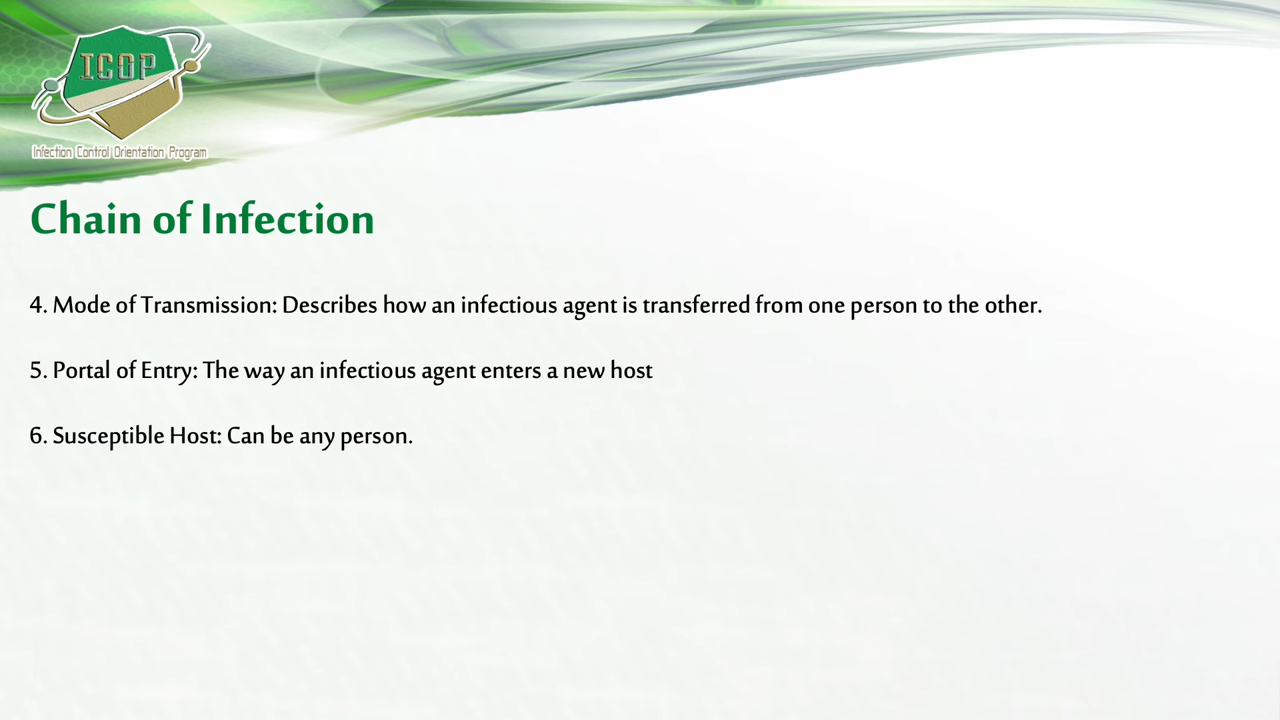 ICOP
Infection Control Orientation Program
Chain of Infection
4. Mode of Transmission: Describes how an infectious agent is transferred from one person to the other.
5. Portal of Entry: The way an infectious agent enters a new host
6. Susceptible Host: Can be any person.